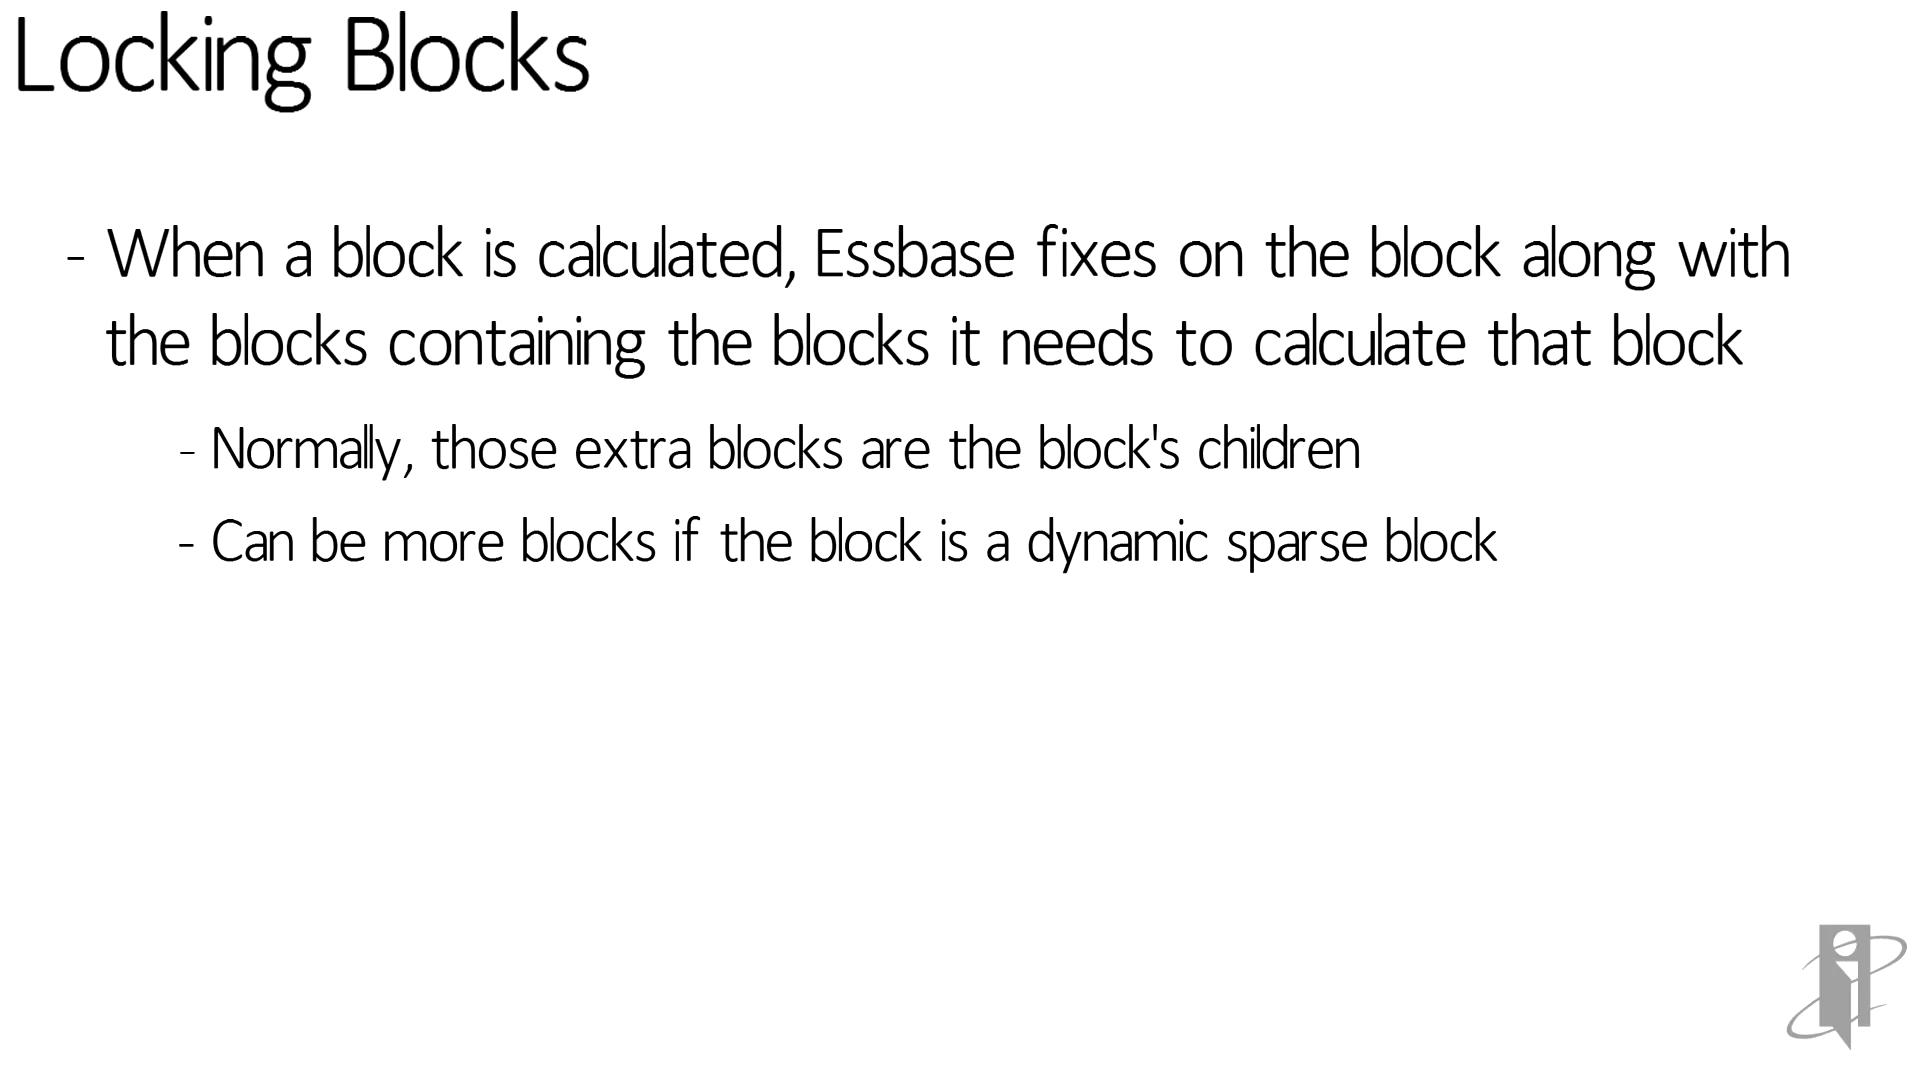 Locking Blocks
- When a block is calculated, Essbase fixes on the block along with
the blocks containing the blocks it needs to calculate that block
- Normally, those extra blocks are the block's children
- Can be more blocks if the block is a dynamic sparse block